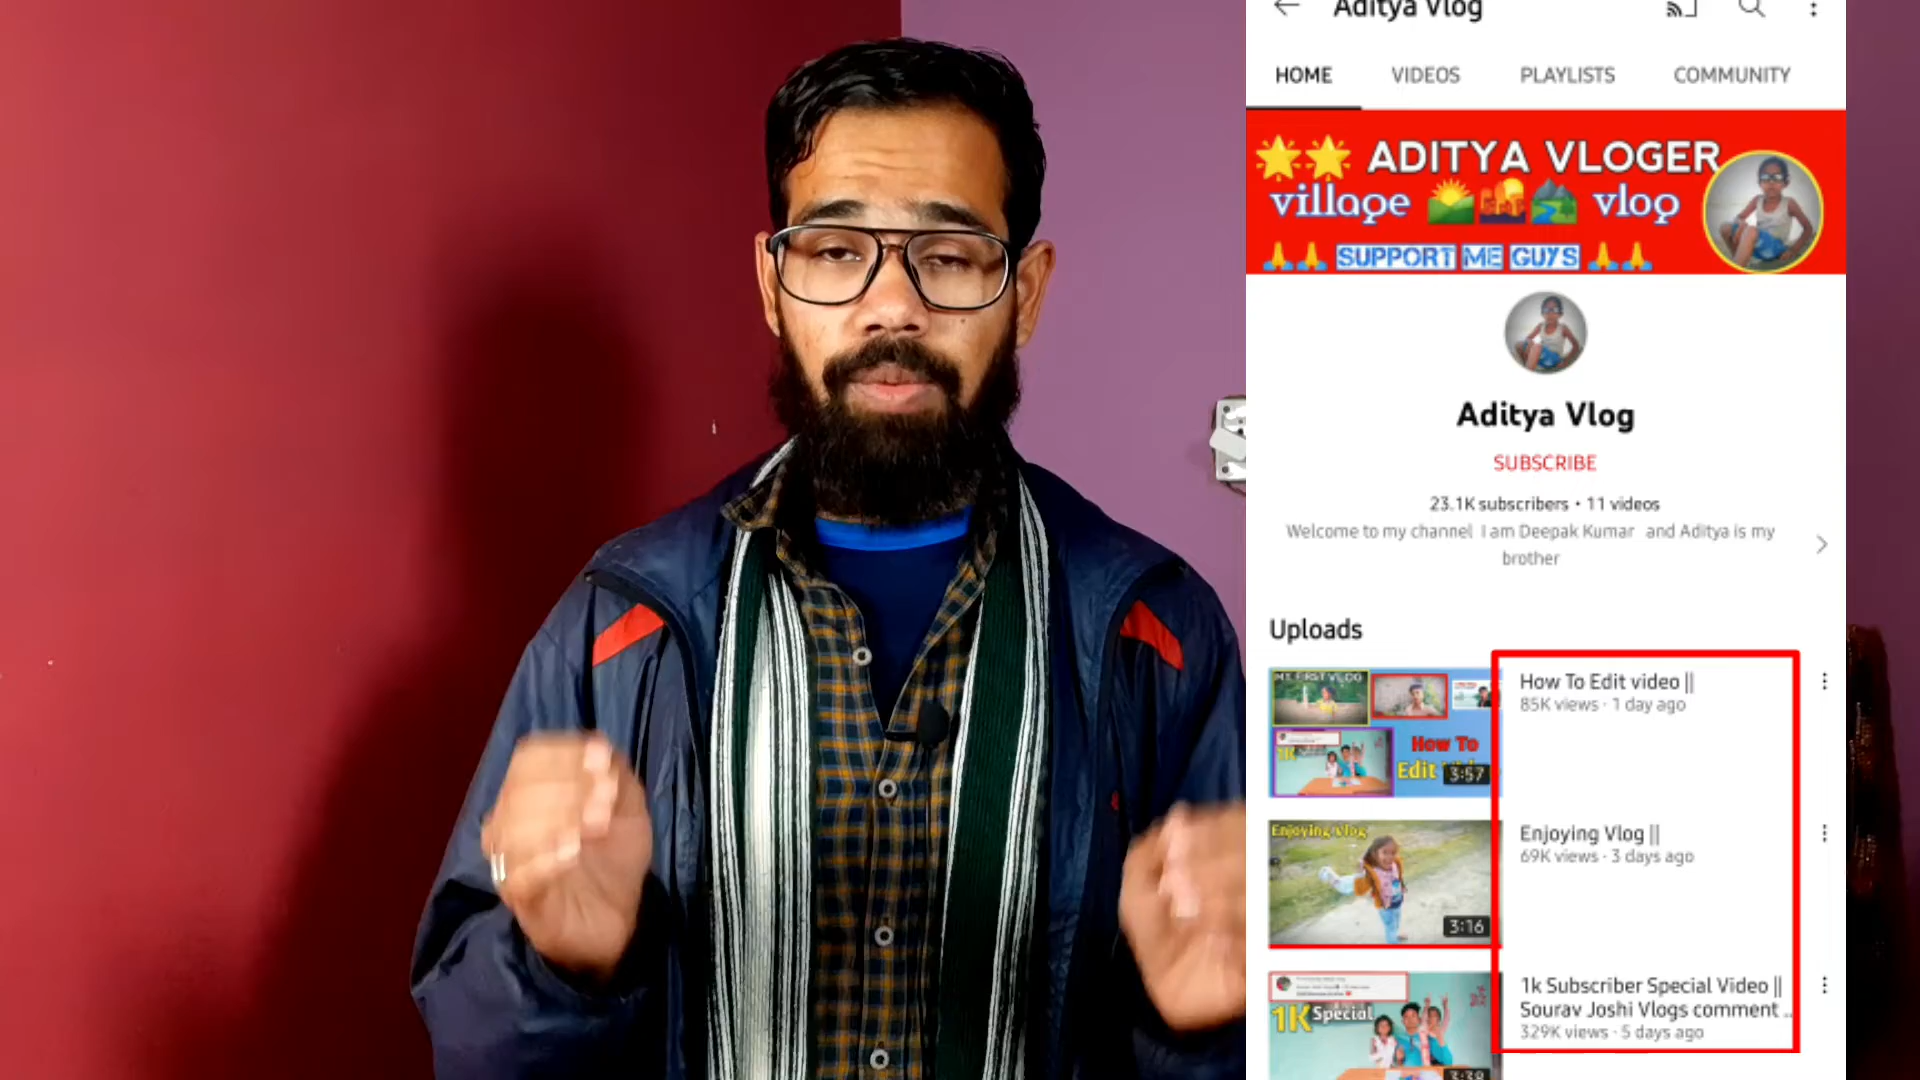 Aditya Vlog
HOME VIDEOS PLAYLISTS COMMUNITY
ADITYA VLOGER
village vlog
SUPPORT ME GUYS
Aditya Vlog
SUBSCRIBE
23.1K subscribers • 11 videos
Welcome to my channel I am Deepak Kumar and Aditya is my
brother
Uploads
MY FIRST VLOG
1K
How To
Edit
3:57
How To Edit video ||
85K views · 1 day ago
Enjoying Vlog
3:16
Enjoying Vlog ||
69K views · 3 days ago
1K Special
3:38
1k Subscriber Special Video ||
Sourav Joshi Vlogs comment ..
329K views · 5 days ago